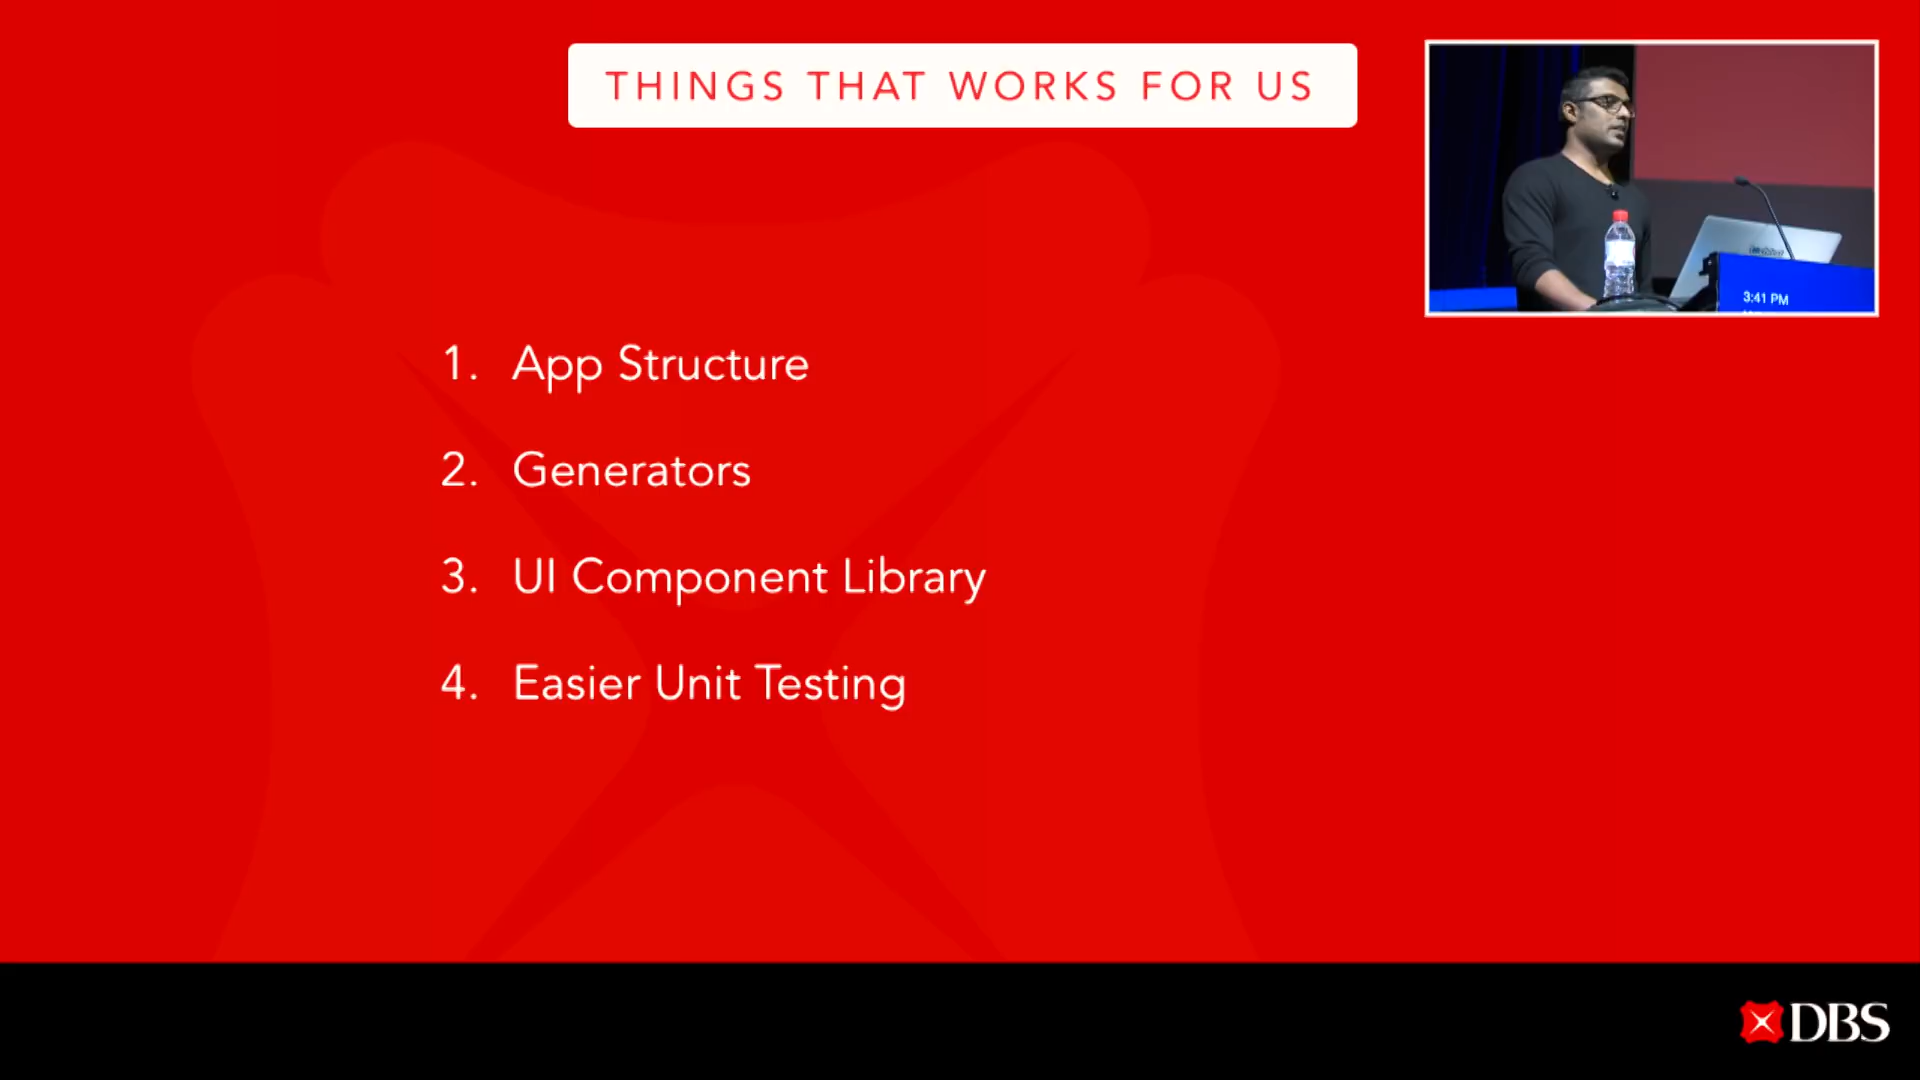 THINGS THAT WORKS FOR US
3:41 PM
1. App Structure
2. Generators
3. UI Component Library
4. Easier Unit Testing
DBS